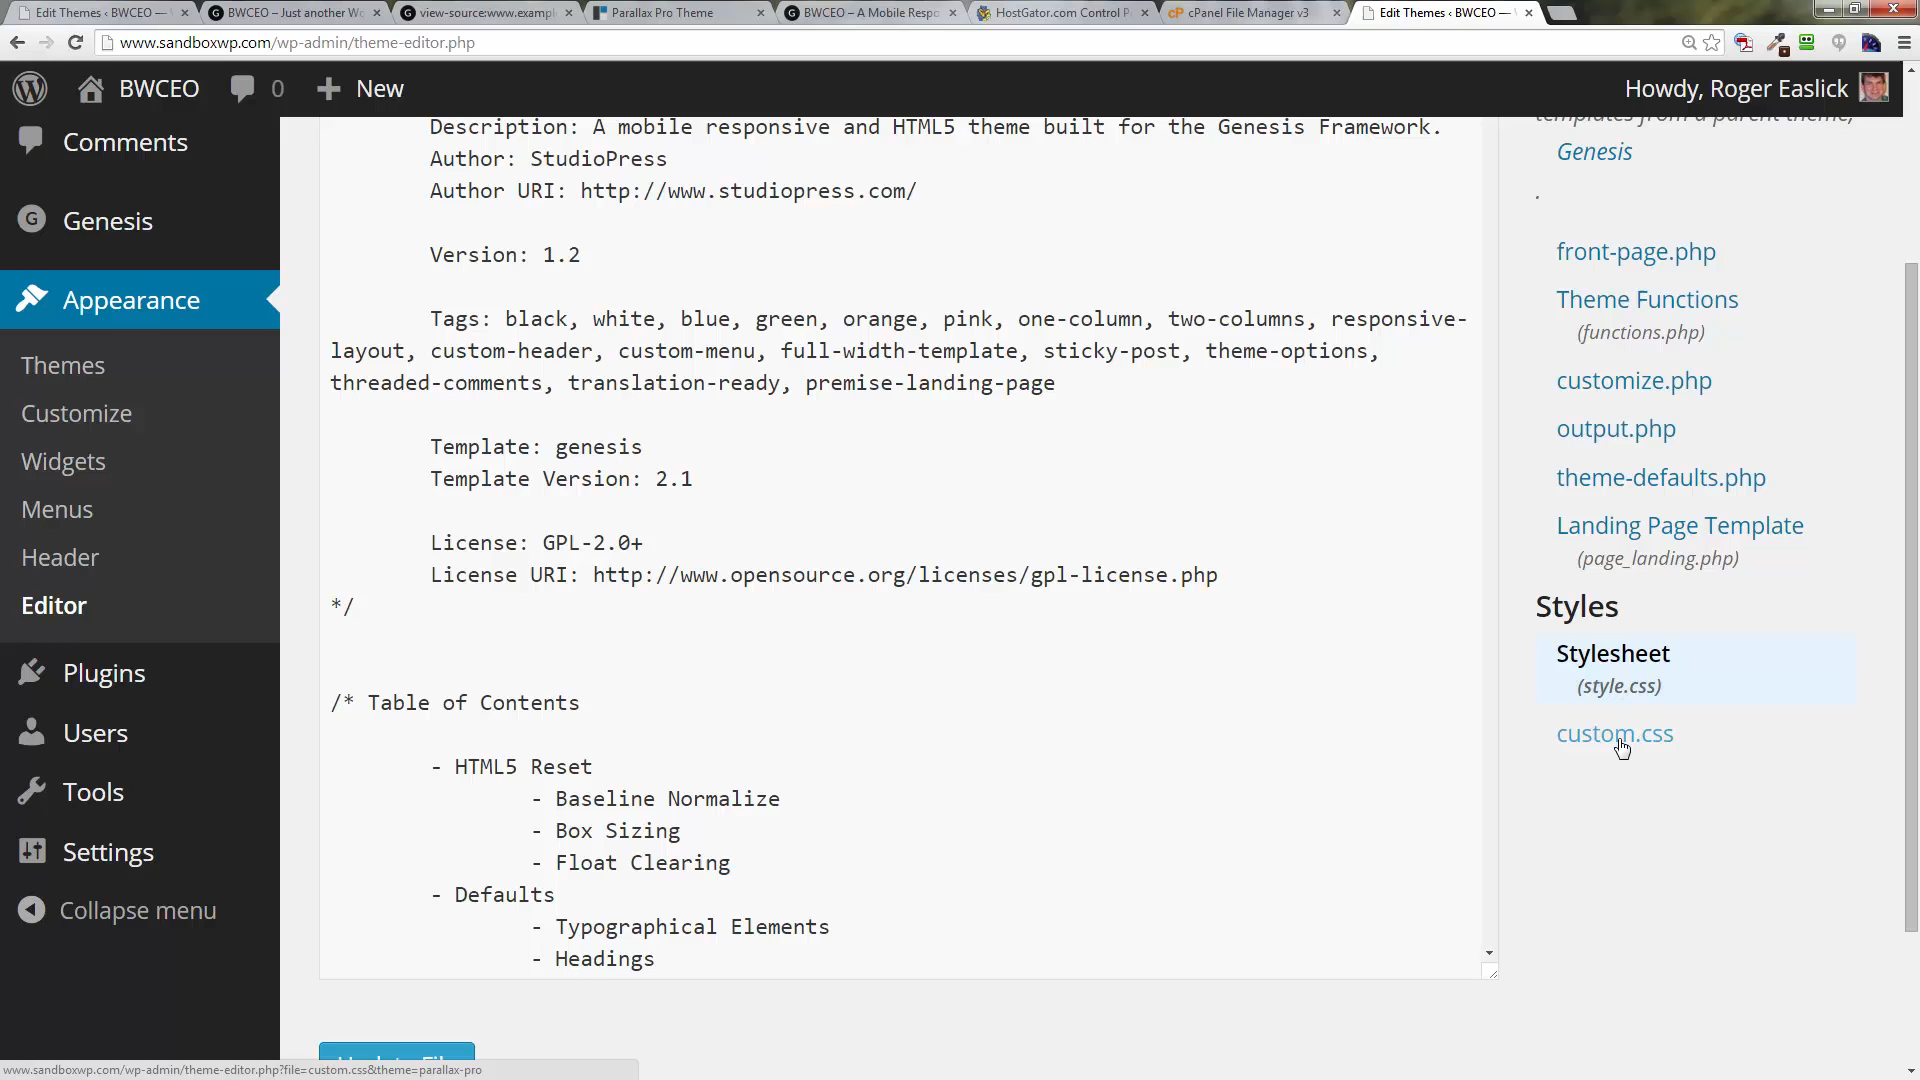 Edit Themes ‹ BWCEO —
BWCEO – Just another Wo
view-source:www.exampl
Parallax Pro Theme
BWCEO – A Mobile Respo
HostGator.com Control P
cPanel File Manager v3
Edit Themes ‹ BWCEO —
www.sandboxwp.com/wp-admin/theme-editor.php
BWCEO
0
New
Howdy, Roger Easlick
Comments
Genesis
Appearance
Themes
Customize
Widgets
Menus
Header
Editor
Plugins
Users
Tools
Settings
Collapse menu
Description: A mobile responsive and HTML5 theme built for the Genesis Framework.
Author: StudioPress
Author URI: http://www.studiopress.com/
Version: 1.2
Tags: black, white, blue, green, orange, pink, one-column, two-columns, responsive-
layout, custom-header, custom-menu, full-width-template, sticky-post, theme-options,
threaded-comments, translation-ready, premise-landing-page
Template: genesis
Template Version: 2.1
License: GPL-2.0+
License URI: http://www.opensource.org/licenses/gpl-license.php
*/
/* Table of Contents
- HTML5 Reset
- Baseline Normalize
- Box Sizing
- Float Clearing
- Defaults
- Typographical Elements
- Headings
templates from a parent theme,
Genesis
.
front-page.php
Theme Functions
(functions.php)
customize.php
output.php
theme-defaults.php
Landing Page Template
(page_landing.php)
Styles
Stylesheet
(style.css)
custom.css
Update File
www.sandboxwp.com/wp-admin/theme-editor.php?file=custom.css&theme=parallax-pro